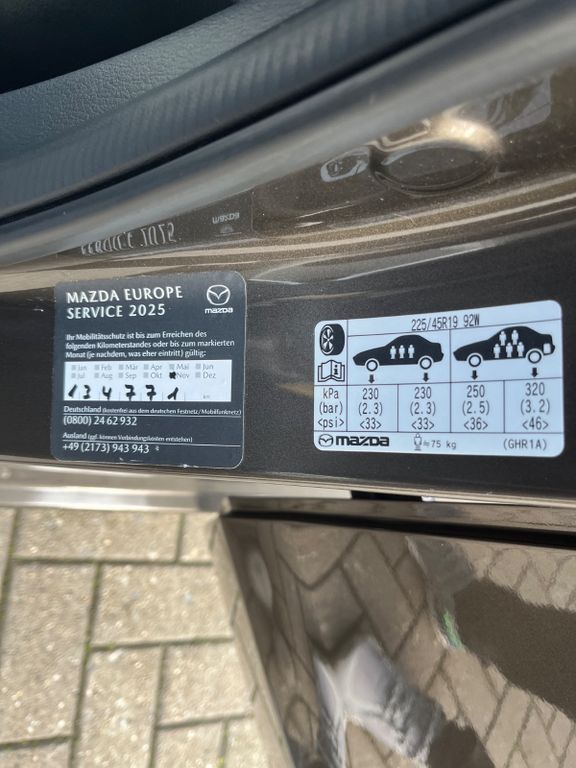 MAZDA EUROPE
SERVICE 2025
mazda
Ihr Mobilitätsschutz ist bis zum Erreichen des
folgenden Kilometerstandes oder bis zum markierten
Monat (je nachdem, was eher eintritt) gültig:
Jan Feb Mär Apr Mai Jun
Jul Aug Sep Okt Nov Dez
134771 km
Deutschland (kostenfrei aus dem deutschen Festnetz/Mobilfunknetz)
(0800) 24 62 932
Ausland (ggf. können Verbindungskosten entstehen)
+49 (2173) 943 943
225/45R19 92W
kPa 230 230 250 320
(bar) (2.3) (2.3) (2.5) (3.2)
<psi> <33> <33> <36> <46>
mazda ≈75 kg (GHR1A)